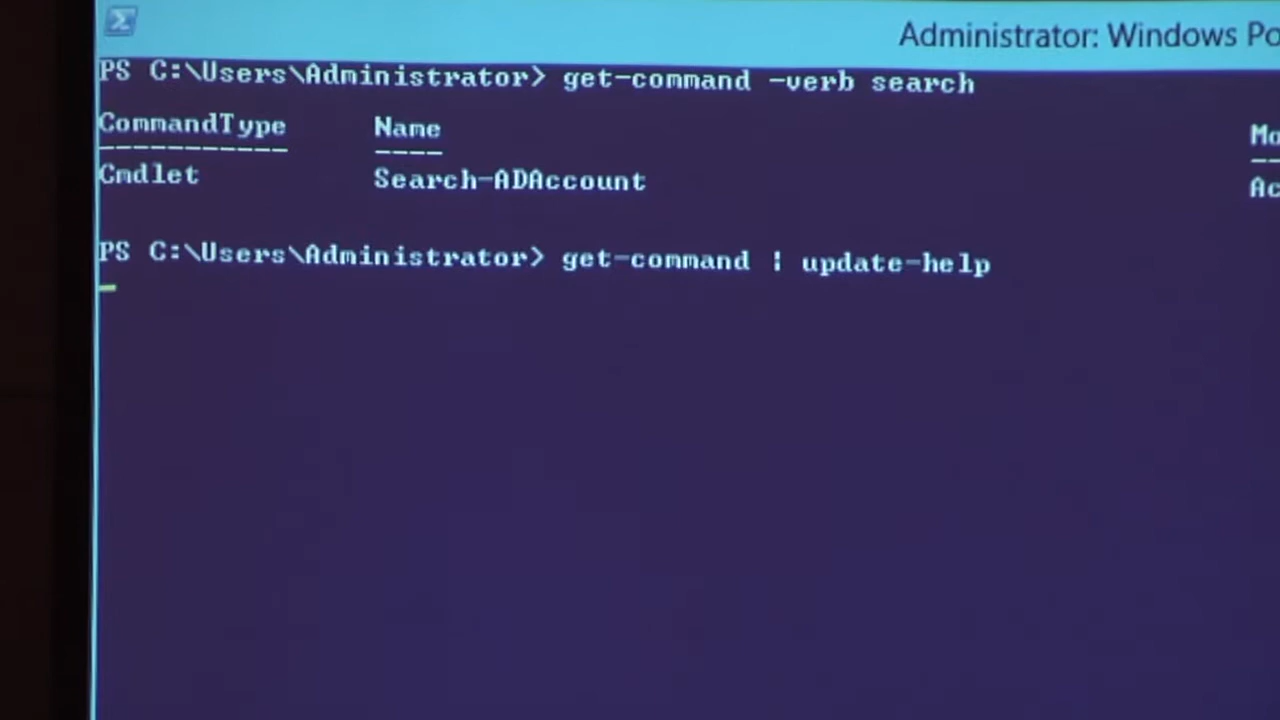 Administrator: Windows Po
PS C:\Users\Administrator> get-command -verb search
CommandType Name Mo
----------- ---- --
Cmdlet Search-ADAccount Ac
PS C:\Users\Administrator> get-command | update-help